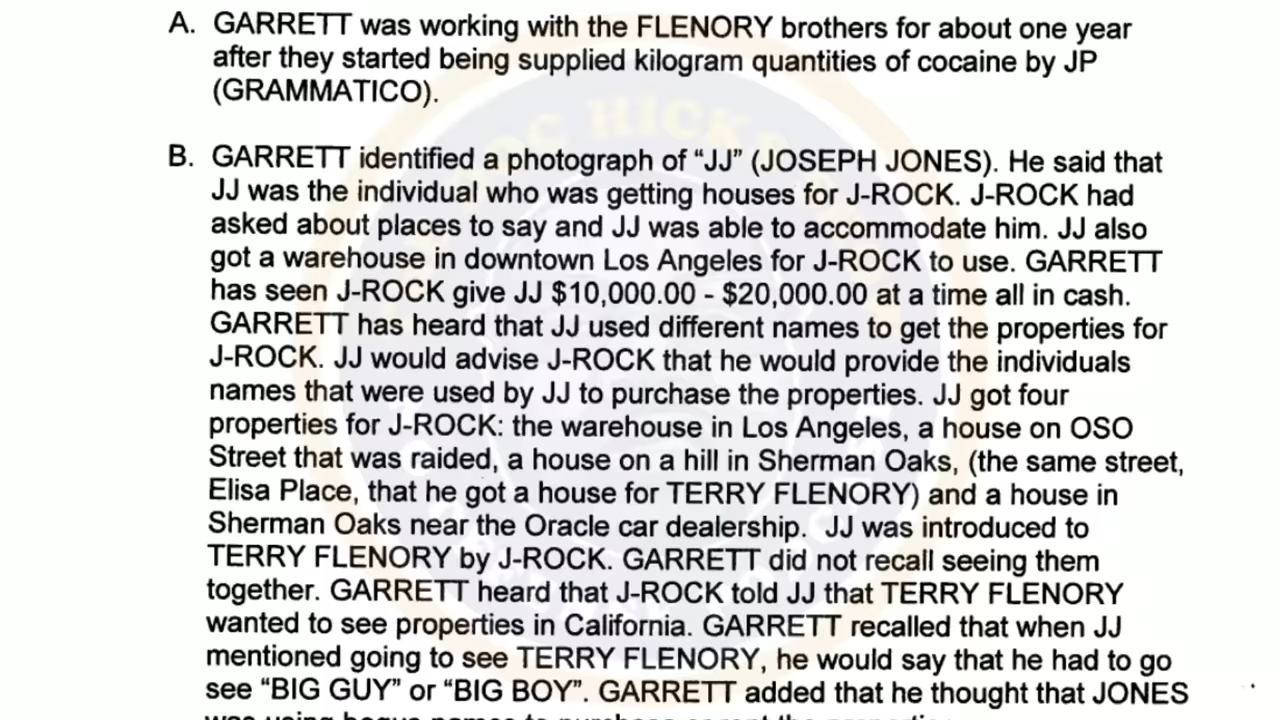 A. GARRETT was working with the FLENORY brothers for about one year
after they started being supplied kilogram quantities of cocaine by JP
(GRAMMATICO).
B. GARRETT identified a photograph of “JJ” (JOSEPH JONES). He said that
JJ was the individual who was getting houses for J-ROCK. J-ROCK had
asked about places to say and JJ was able to accommodate him. JJ also
got a warehouse in downtown Los Angeles for J-ROCK to use. GARRETT
has seen J-ROCK give JJ $10,000.00 - $20,000.00 at a time all in cash.
GARRETT has heard that JJ used different names to get the properties for
J-ROCK. JJ would advise J-ROCK that he would provide the individuals
names that were used by JJ to purchase the properties. JJ got four
properties for J-ROCK: the warehouse in Los Angeles, a house on OSO
Street that was raided, a house on a hill in Sherman Oaks, (the same street,
Elisa Place, that he got a house for TERRY FLENORY) and a house in
Sherman Oaks near the Oracle car dealership. JJ was introduced to
TERRY FLENORY by J-ROCK. GARRETT did not recall seeing them
together. GARRETT heard that J-ROCK told JJ that TERRY FLENORY
wanted to see properties in California. GARRETT recalled that when JJ
mentioned going to see TERRY FLENORY, he would say that he had to go
see “BIG GUY” or “BIG BOY”. GARRETT added that he thought that JONES